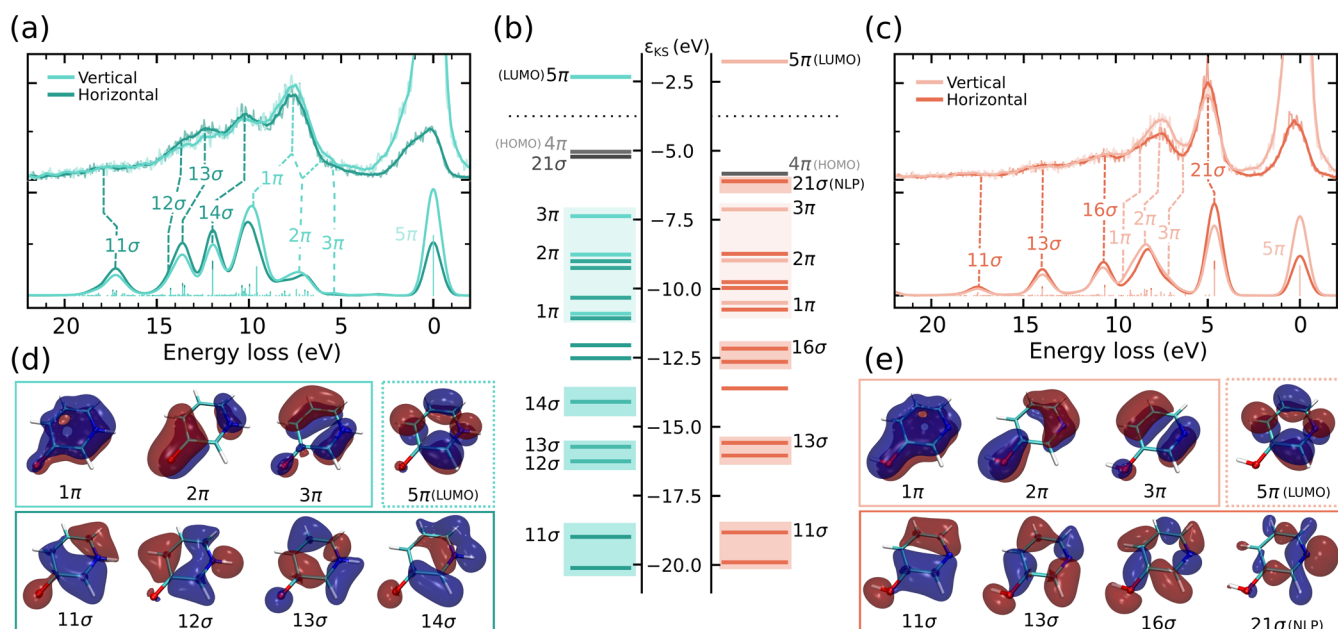 (a)
Vertical
Horizontal
11σ
12σ
13σ
14σ
1π
2π
3π
5π
20
15
10
5
0
Energy loss (eV)
(b)
εKS (eV)
−2.5
−5.0
−7.5
−10.0
−12.5
−15.0
−17.5
−20.0
(LUMO) 5π
(HOMO) 4π
21σ
3π
2π
1π
14σ
13σ
12σ
11σ
5π (LUMO)
4π (HOMO)
21σ (NLP)
3π
2π
1π
16σ
13σ
11σ
(c)
Vertical
Horizontal
11σ
13σ
16σ
1π
2π
3π
21σ
5π
20
15
10
5
0
Energy loss (eV)
(d)
1π
2π
3π
5π (LUMO)
11σ
12σ
13σ
14σ
(e)
1π
2π
3π
5π (LUMO)
11σ
13σ
16σ
21σ (NLP)